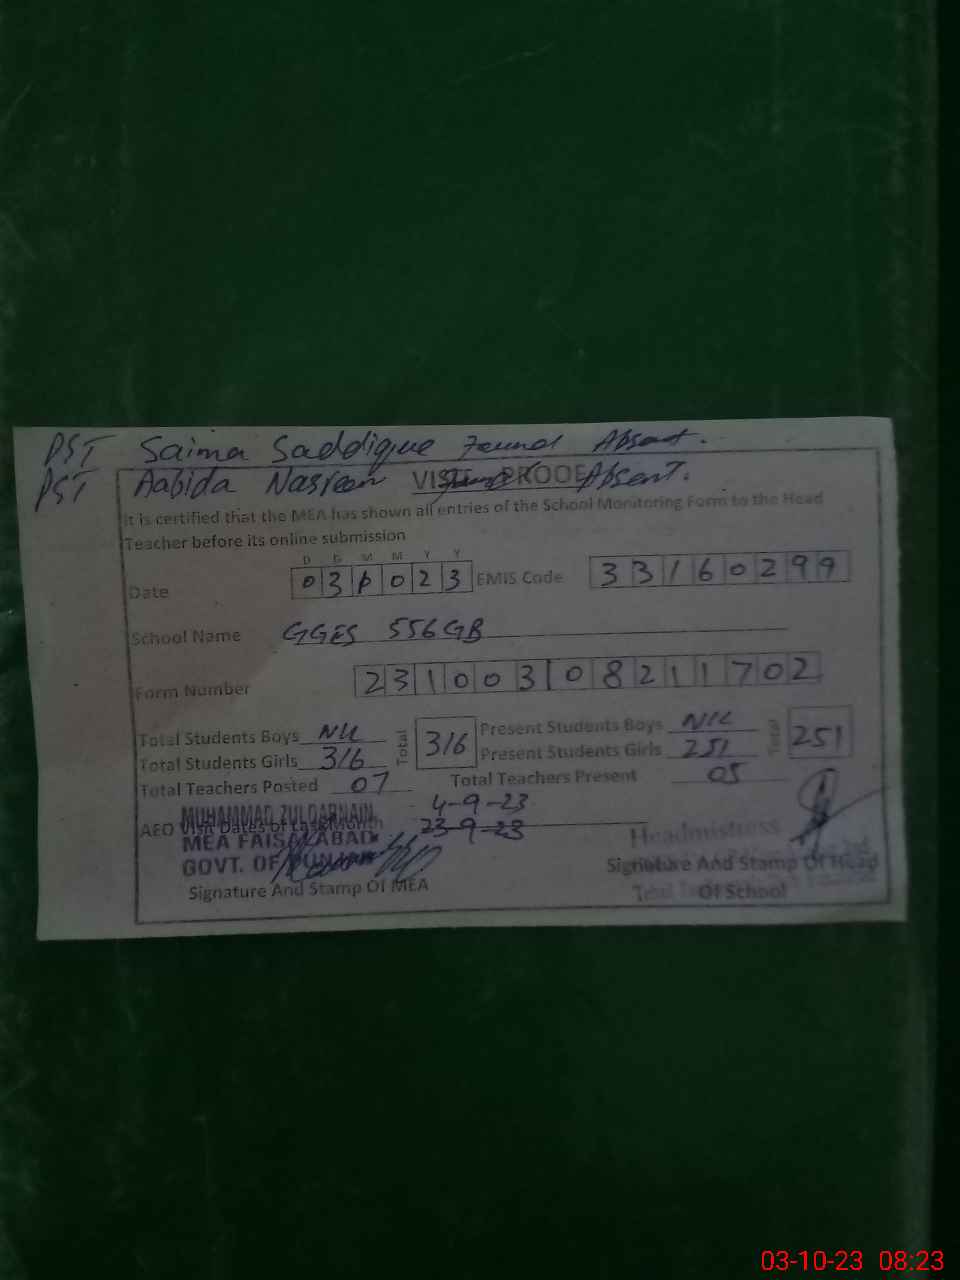 PST Saima Saddique Found Absent.
PST Aabida Nasreen Found Absent.
VISIT PROOF
It is certified that the MEA has shown all entries of the School Monitoring Form to the Head
Teacher before its online submission
D D M M Y Y
Date 0 3 1 0 2 3 EMIS Code 3 3 1 6 0 2 9 9
School Name GGES 556 GB
Form Number 2 3 1 0 0 3 0 8 2 1 1 7 0 2
Total Students Boys NIL Total 316 Present Students Boys NIL Total 251
Total Students Girls 316 Present Students Girls 251
Total Teachers Posted 07 Total Teachers Present 05
AEO Visit Dates of Last Month 4-9-23
23-9-23
MUHAMMAD ZULQARNAIN
MEA FAISALABAD
GOVT. OF PUNJAB
Signature And Stamp Of MEA
Headmistress
Signature And Stamp Of Head
Of School
03-10-23 08:23